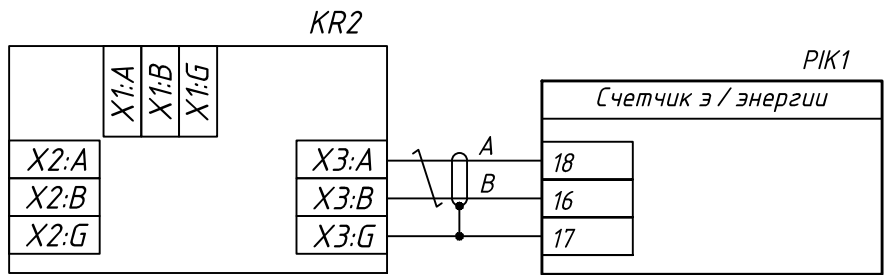 KR2
PIK1
X1:A
X1:B
X1:G
Счетчик э / энергии
X2:A
X3:A
A
18
X2:B
X3:B
B
16
X2:G
X3:G
17